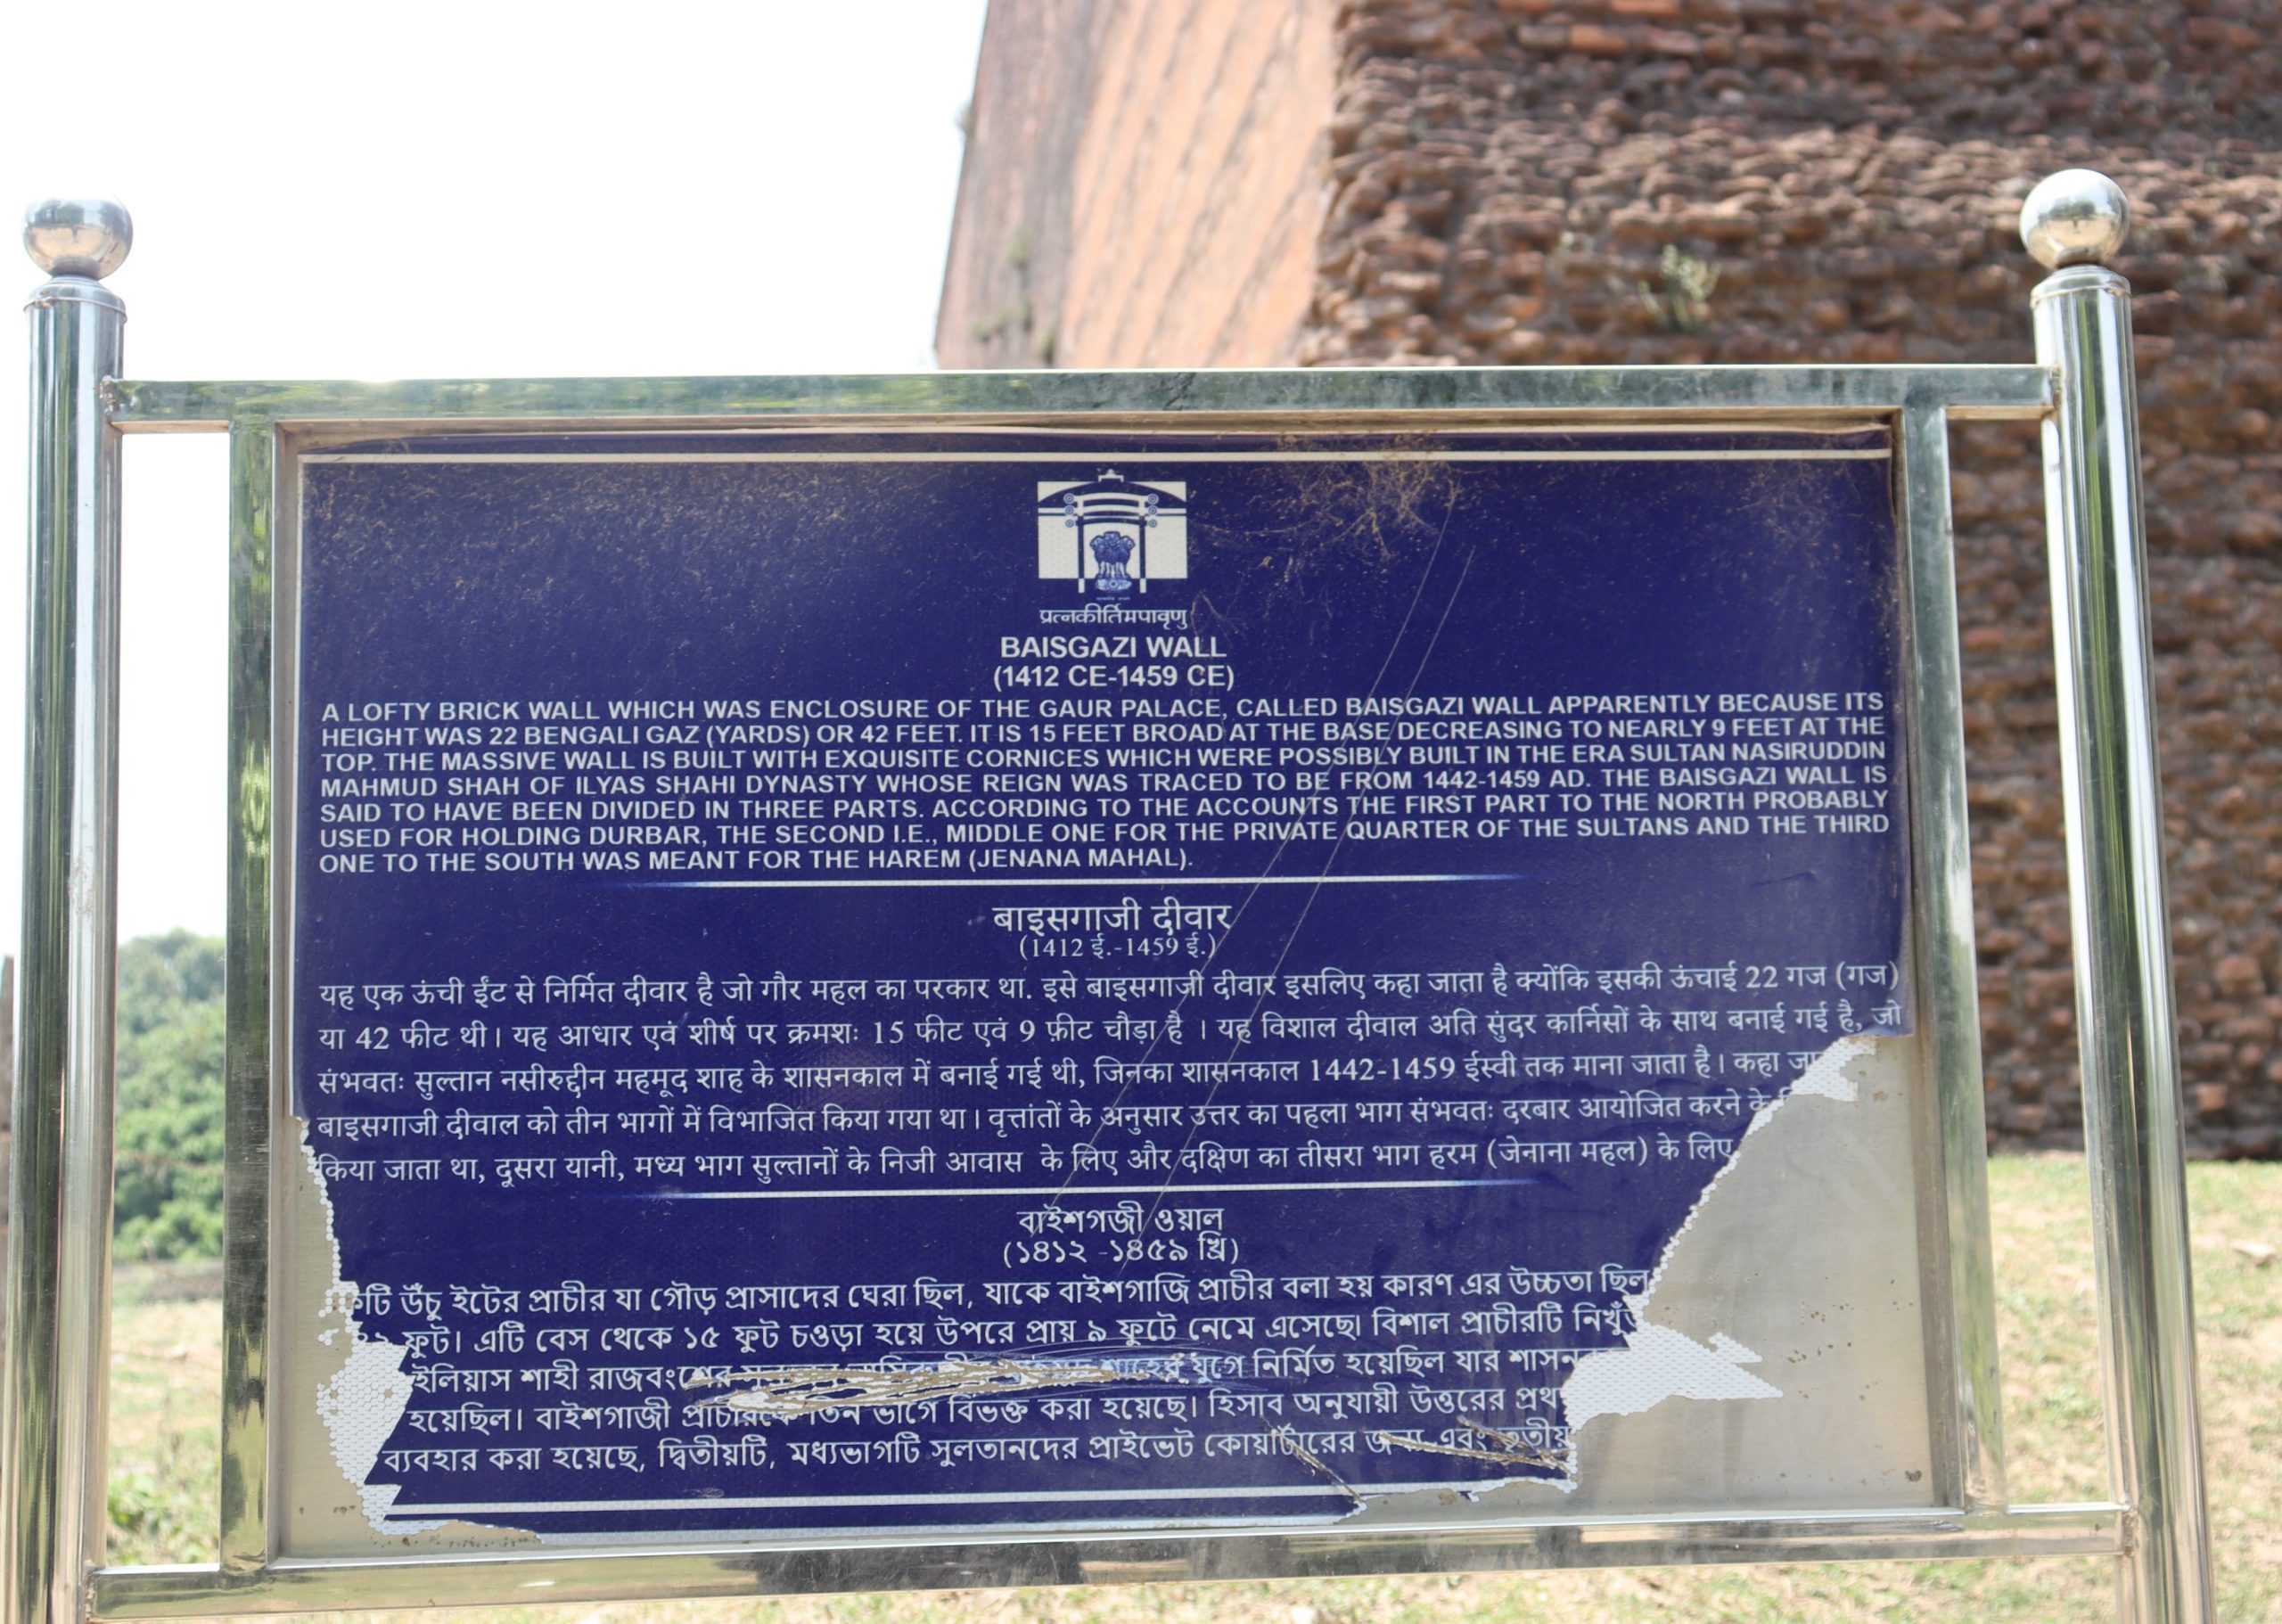 प्रत्नकीर्तिमपावृणु
BAISGAZI WALL
(1412 CE-1459 CE)
A LOFTY BRICK WALL WHICH WAS ENCLOSURE OF THE GAUR PALACE, CALLED BAISGAZI WALL APPARENTLY BECAUSE ITS
HEIGHT WAS 22 BENGALI GAZ (YARDS) OR 42 FEET. IT IS 15 FEET BROAD AT THE BASE DECREASING TO NEARLY 9 FEET AT THE
TOP. THE MASSIVE WALL IS BUILT WITH EXQUISITE CORNICES WHICH WERE POSSIBLY BUILT IN THE ERA SULTAN NASIRUDDIN
MAHMUD SHAH OF ILYAS SHAHI DYNASTY WHOSE REIGN WAS TRACED TO BE FROM 1442-1459 AD. THE BAISGAZI WALL IS
SAID TO HAVE BEEN DIVIDED IN THREE PARTS. ACCORDING TO THE ACCOUNTS THE FIRST PART TO THE NORTH PROBABLY
USED FOR HOLDING DURBAR, THE SECOND I.E., MIDDLE ONE FOR THE PRIVATE QUARTER OF THE SULTANS AND THE THIRD
ONE TO THE SOUTH WAS MEANT FOR THE HAREM (JENANA MAHAL).
बाइसगाजी दीवार
(1412 ई.-1459 ई.)
यह एक ऊंची ईंट से निर्मित दीवार है जो गौर महल का परकार था. इसे बाइसगाजी दीवार इसलिए कहा जाता है क्योंकि इसकी ऊंचाई 22 गज (गज)
या 42 फीट थी। यह आधार एवं शीर्ष पर क्रमशः 15 फीट एवं 9 फ़ीट चौड़ा है । यह विशाल दीवाल अति सुंदर कार्निसों के साथ बनाई गई है, जो
संभवतः सुल्तान नसीरुद्दीन महमूद शाह के शासनकाल में बनाई गई थी, जिनका शासनकाल 1442-1459 ईस्वी तक माना जाता है। कहा
बाइसगाजी दीवाल को तीन भागों में विभाजित किया गया था। वृत्तांतों के अनुसार उत्तर का पहला भाग संभवतः दरबार आयोजित करने के
किया जाता था, दूसरा यानी, मध्य भाग सुल्तानों के निजी आवास के लिए और दक्षिण का तीसरा भाग हरम (जेनाना महल) के लिए
বাইশগজী ওয়াল
(১৪১২ -১৪৫৯ খ্রি)
উঁচু ইটের প্রাচীর যা গৌড় প্রাসাদের ঘেরা ছিল, যাকে বাইশগাজি প্রাচীর বলা হয় কারণ এর উচ্চতা ছিল
ফুট। এটি বেস থেকে ১৫ ফুট চওড়া হয়ে উপরে প্রায় ৯ ফুটে নেমে এসেছে। বিশাল প্রাচীরটি
ইলিয়াস শাহী রাজবংশের শাহের যুগে নির্মিত হয়েছিল যার
হয়েছিল। বাইশগাজী প্রাচীরকে তিন ভাগে বিভক্ত করা হয়েছে। হিসাব অনুযায়ী উত্তরের
ব্যবহার করা হয়েছে, দ্বিতীয়টি, মধ্যভাগটি সুলতানদের প্রাইভেট কোয়ার্টারের জন্য এবং তৃতীয়